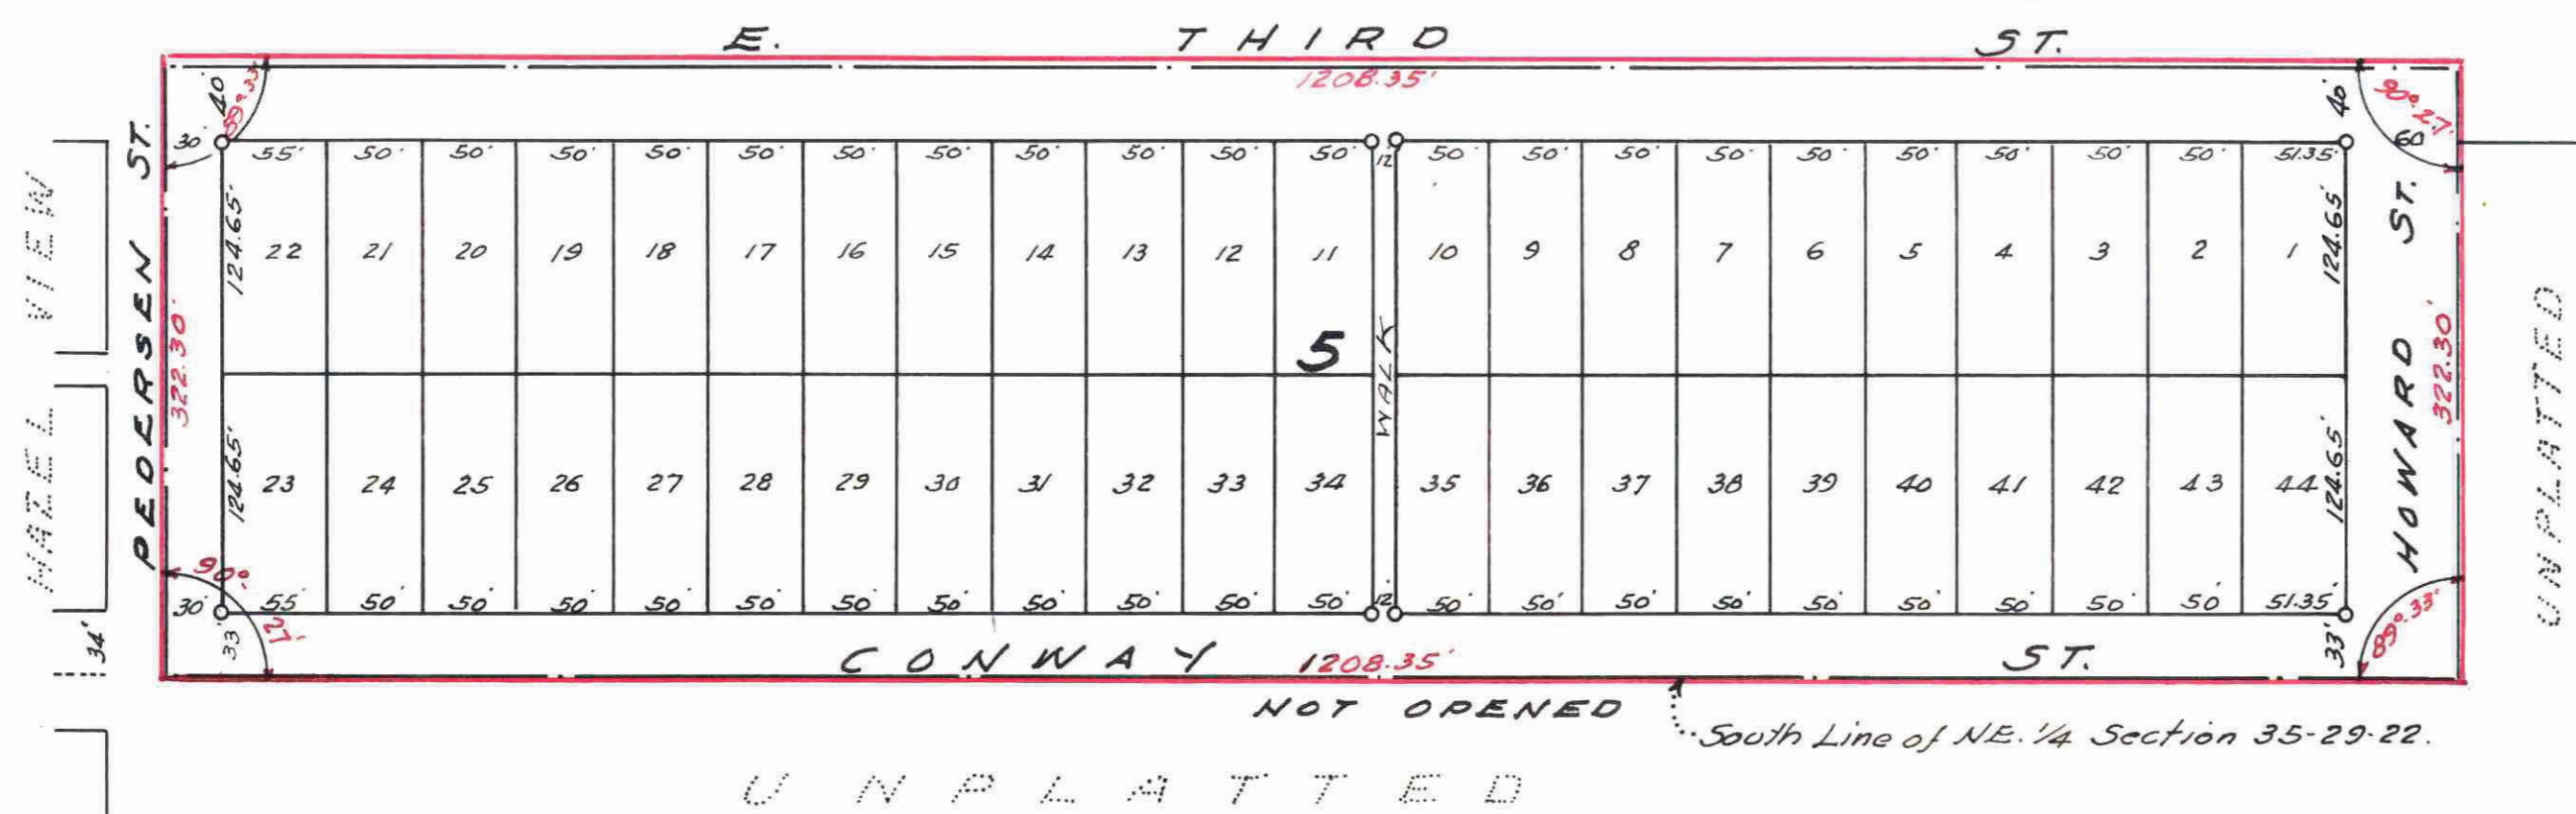 E. THIRD ST.
1208.35'
40'
89°.33'
40'
90°.27'
30'
60
55' 50' 50' 50' 50' 50' 50' 50' 50' 50' 50' 50' 12' 50' 50' 50' 50' 50' 50' 50' 50' 50' 51.35'
HAZEL VIEW
PEDERSEN ST.
322.30'
124.65'
22 21 20 19 18 17 16 15 14 13 12 11 10 9 8 7 6 5 4 3 2 1
124.65'
HOWARD ST.
322.30'
UNPLATTED
5
WALK
124.65'
23 24 25 26 27 28 29 30 31 32 33 34 35 36 37 38 39 40 41 42 43 44
124.65'
90°.27'
30'
55' 50' 50' 50' 50' 50' 50' 50' 50' 50' 50' 50' 12' 50' 50' 50' 50' 50' 50' 50' 50' 50' 51.35'
89°.33'
34'
33'
CONWAY ST.
1208.35'
33'
NOT OPENED
South Line of NE. 1/4 Section 35-29-22.
UNPLATTED